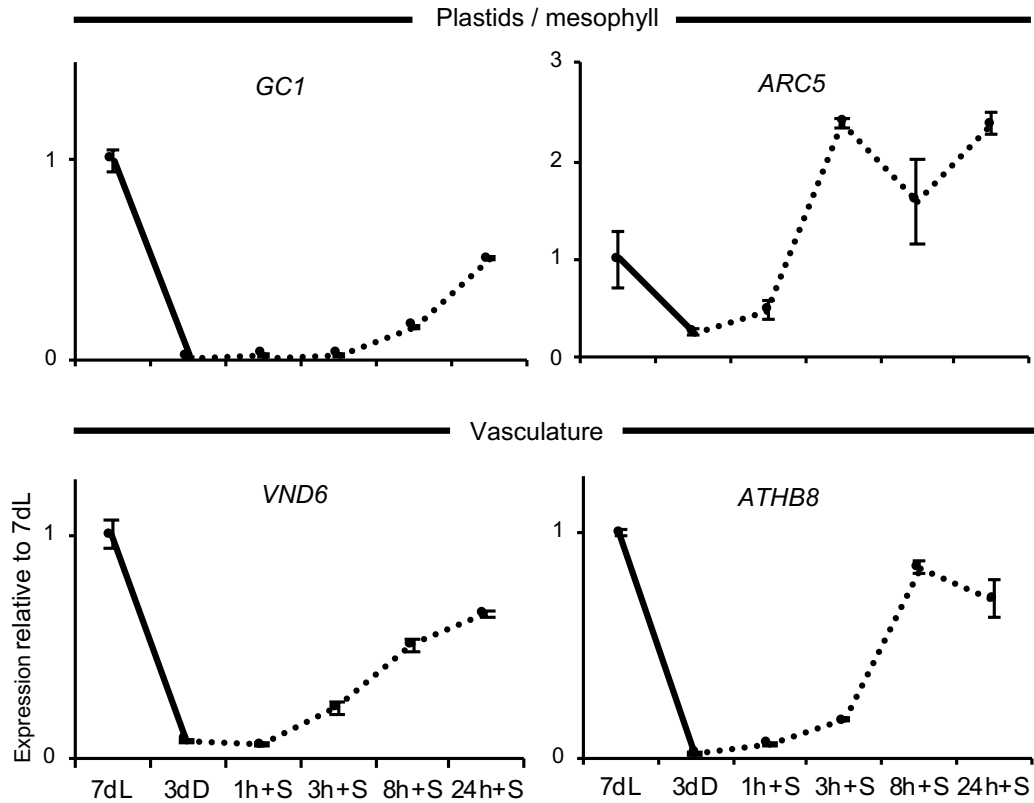 Plastids / mesophyll
GC1
1
0
ARC5
3
2
1
0
Vasculature
Expression relative to 7dL
VND6
1
0
7dL 3dD 1h+S 3h+S 8h+S 24h+S
ATHB8
1
0
7dL 3dD 1h+S 3h+S 8h+S 24h+S